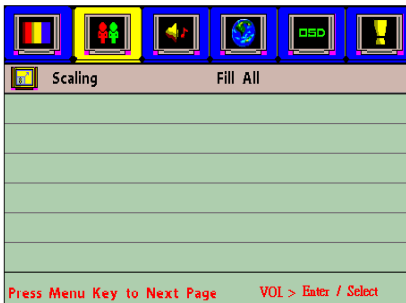 OSD
Scaling Fill All
Press Menu Key to Next Page VOL > Enter / Select